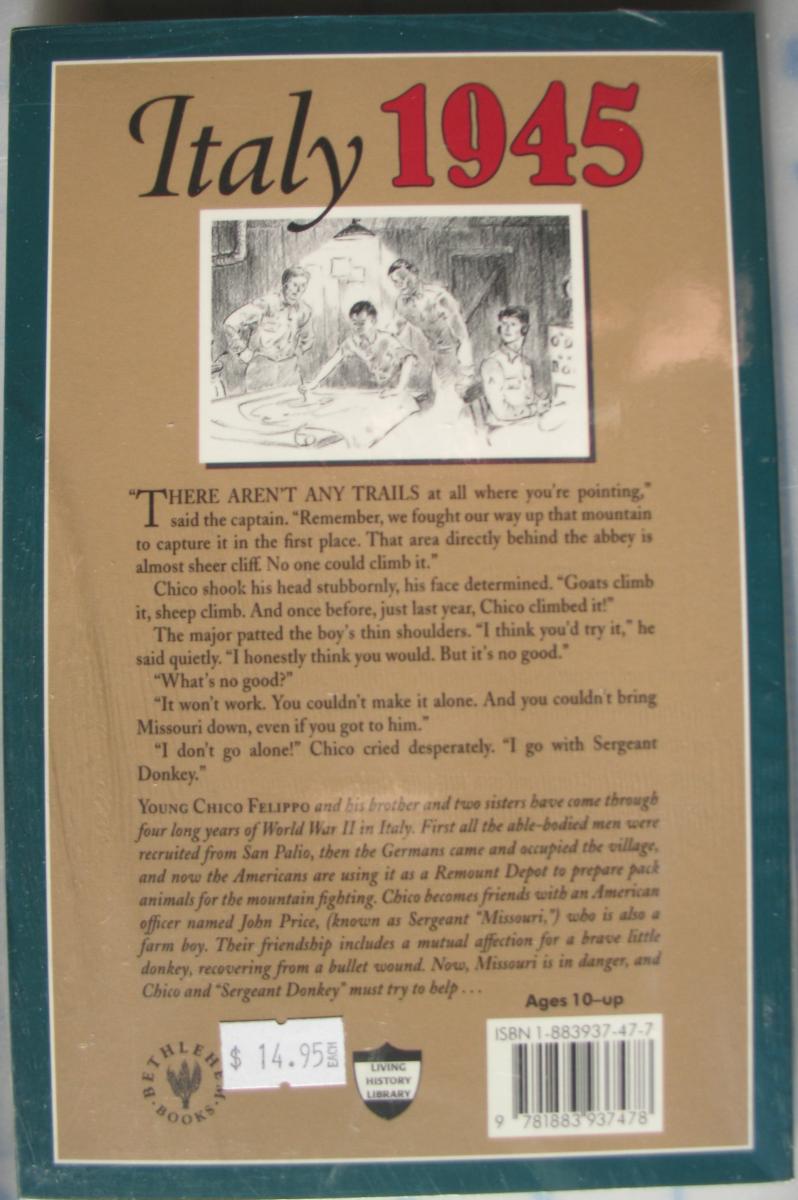 Italy 1945
“THERE AREN'T ANY TRAILS at all where you're pointing,”
said the captain. “Remember, we fought our way up that mountain
to capture it in the first place. That area directly behind the abbey is
almost sheer cliff. No one could climb it.”
Chico shook his head stubbornly, his face determined. “Goats climb
it, sheep climb. And once before, just last year, Chico climbed it!”
The major patted the boy's thin shoulders. “I think you'd try it,” he
said quietly. “I honestly think you would. But it's no good.”
“What's no good?”
“It won't work. You couldn't make it alone. And you couldn't bring
Missouri down, even if you got to him.”
“I don't go alone!” Chico cried desperately. “I go with Sergeant
Donkey.”
YOUNG CHICO FELIPPO and his brother and two sisters have come through
four long years of World War II in Italy. First all the able-bodied men were
recruited from San Palio, then the Germans came and occupied the village,
and now the Americans are using it as a Remount Depot to prepare pack
animals for the mountain fighting. Chico becomes friends with an American
officer named John Price, (known as Sergeant “Missouri,”) who is also a
farm boy. Their friendship includes a mutual affection for a brave little
donkey, recovering from a bullet wound. Now, Missouri is in danger, and
Chico and “Sergeant Donkey” must try to help . . .
Ages 10–up
BETHLEHEM
· BOOKS ·
$ 14.95 EACH
LIVING
HISTORY
LIBRARY
ISBN 1-883937-47-7
9 781883 937478